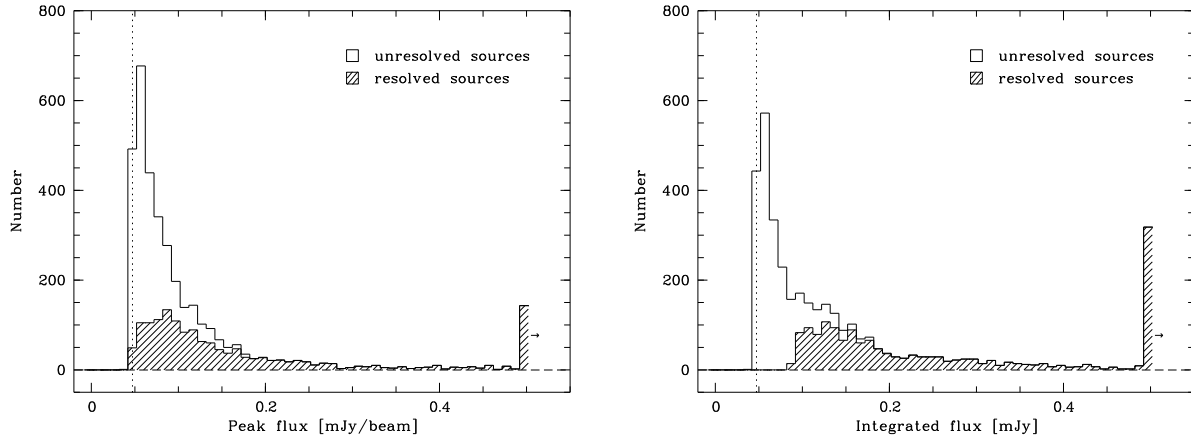 800
600
400
200
0
Number
unresolved sources
resolved sources
→
0
0.2
0.4
Peak flux [mJy/beam]
800
600
400
200
0
Number
unresolved sources
resolved sources
→
0
0.2
0.4
Integrated flux [mJy]